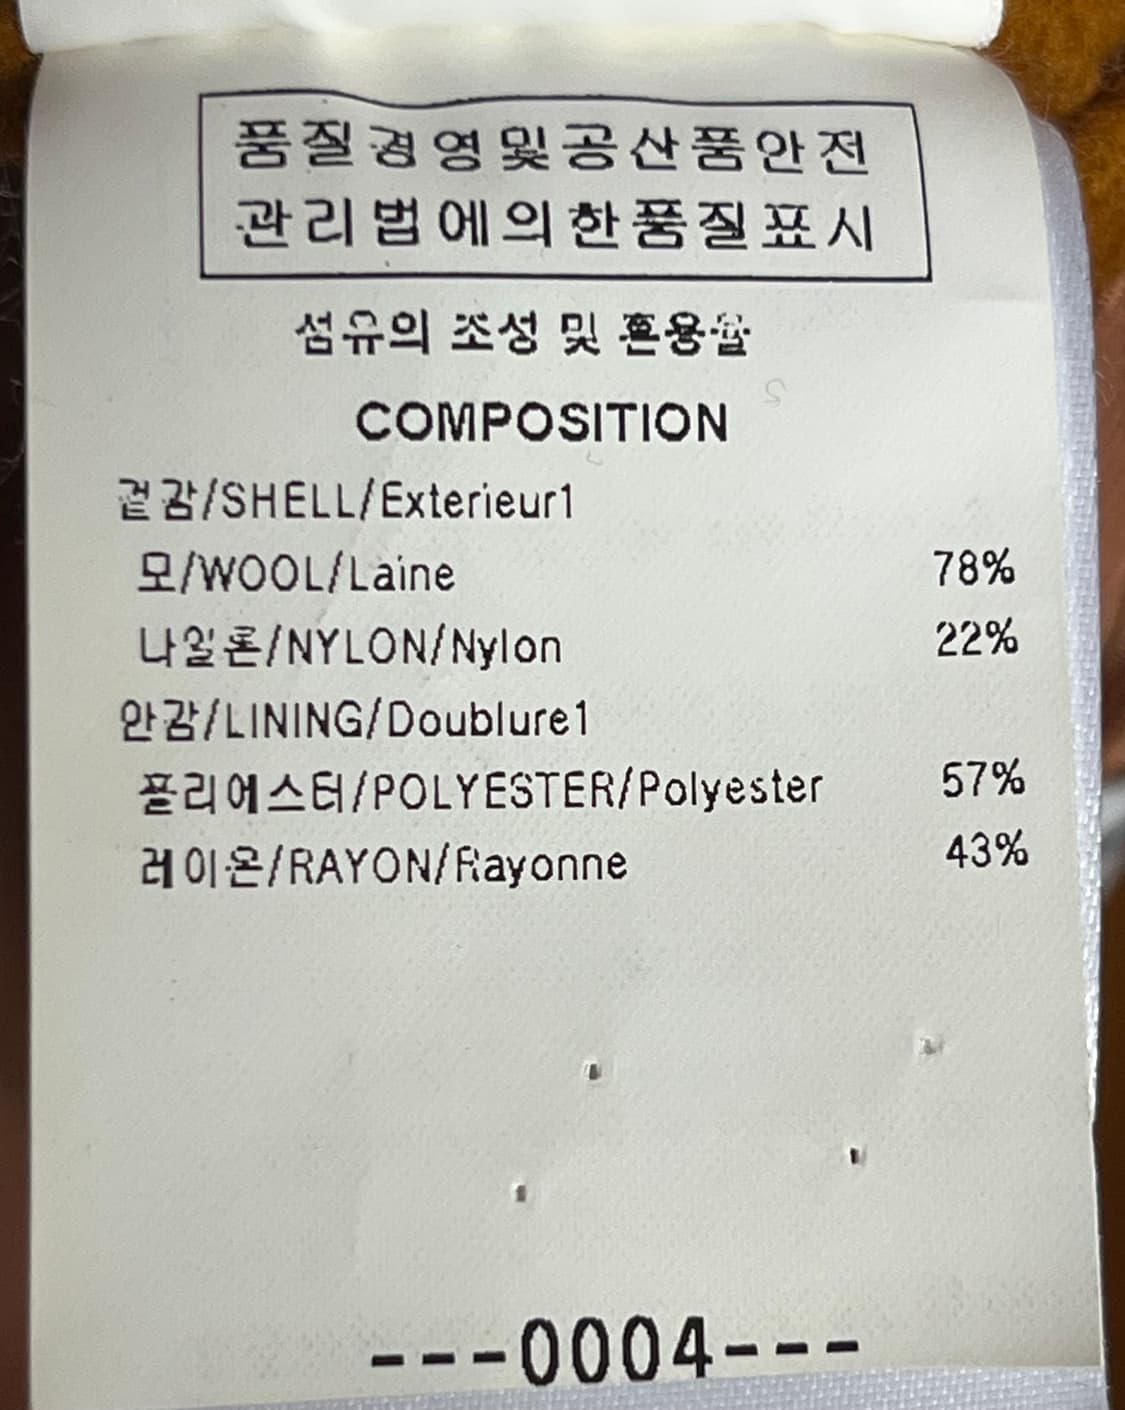 품질경영및공산품안전
관리법에의한품질표시
섬유의 조성 및 혼용율
COMPOSITION
겉감/SHELL/Exterieur1
모/WOOL/Laine 78%
나일론/NYLON/Nylon 22%
안감/LINING/Doublure1
폴리에스터/POLYESTER/Polyester 57%
레이온/RAYON/Rayonne 43%
---0004---